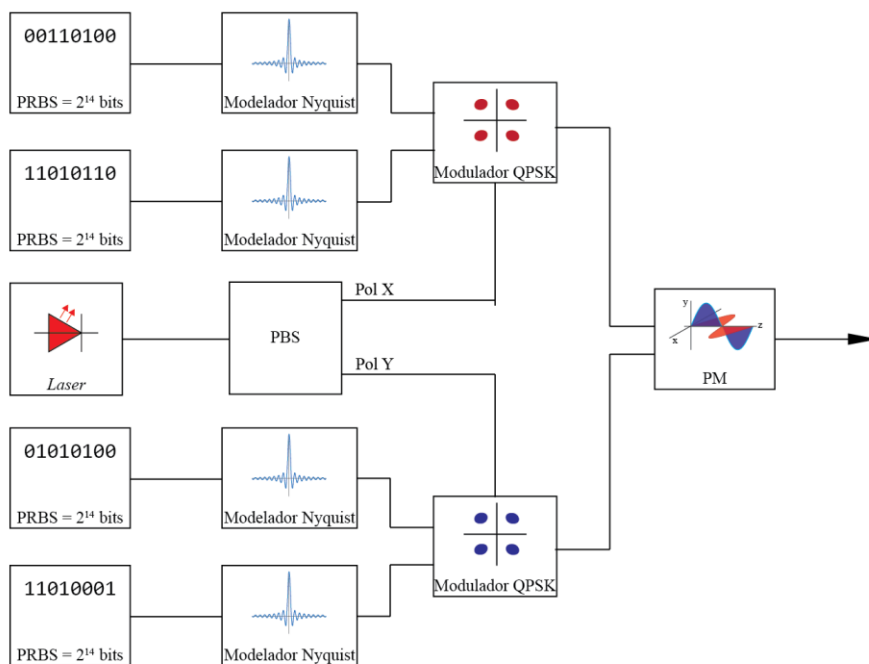 00110100
PRBS = 2¹⁴ bits
Modelador Nyquist
Modulador QPSK
11010110
PRBS = 2¹⁴ bits
Modelador Nyquist
Laser
PBS
Pol X
Pol Y
y
x
z
PM
01010100
PRBS = 2¹⁴ bits
Modelador Nyquist
Modulador QPSK
11010001
PRBS = 2¹⁴ bits
Modelador Nyquist